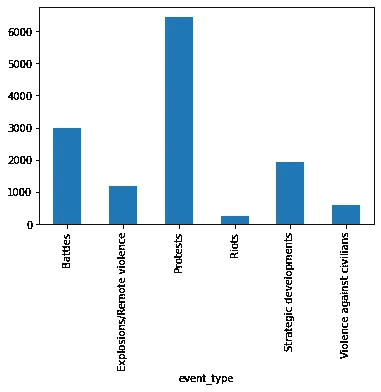 6000
5000
4000
3000
2000
1000
0
Battles
Explosions/Remote violence
Protests
Riots
Strategic developments
Violence against civilians
event_type